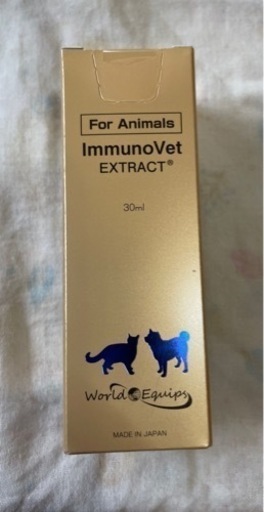 For Animals
ImmunoVet
EXTRACT®
30ml
World Equips
MADE IN JAPAN